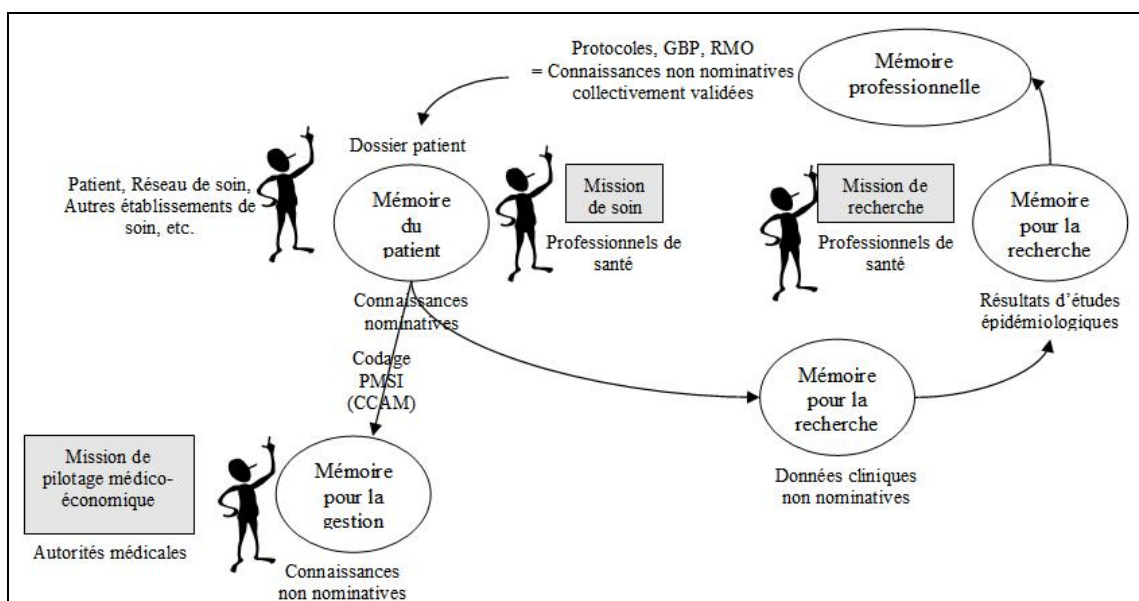 Protocoles, GBP, RMO
= Connaissances non nominatives
collectivement validées
Mémoire
professionnelle
Dossier patient
Patient, Réseau de soin,
Autres établissements de
soin, etc.
Mémoire
du
patient
Mission
de soin
Professionnels de
santé
Mission de
recherche
Professionnels de
santé
Mémoire
pour la
recherche
Résultats d’études
épidémiologiques
Connaissances
nominatives
Codage
PMSI
(CCAM)
Mémoire
pour la
recherche
Données cliniques
non nominatives
Mission de
pilotage médico-
économique
Autorités médicales
Mémoire
pour la
gestion
Connaissances
non nominatives